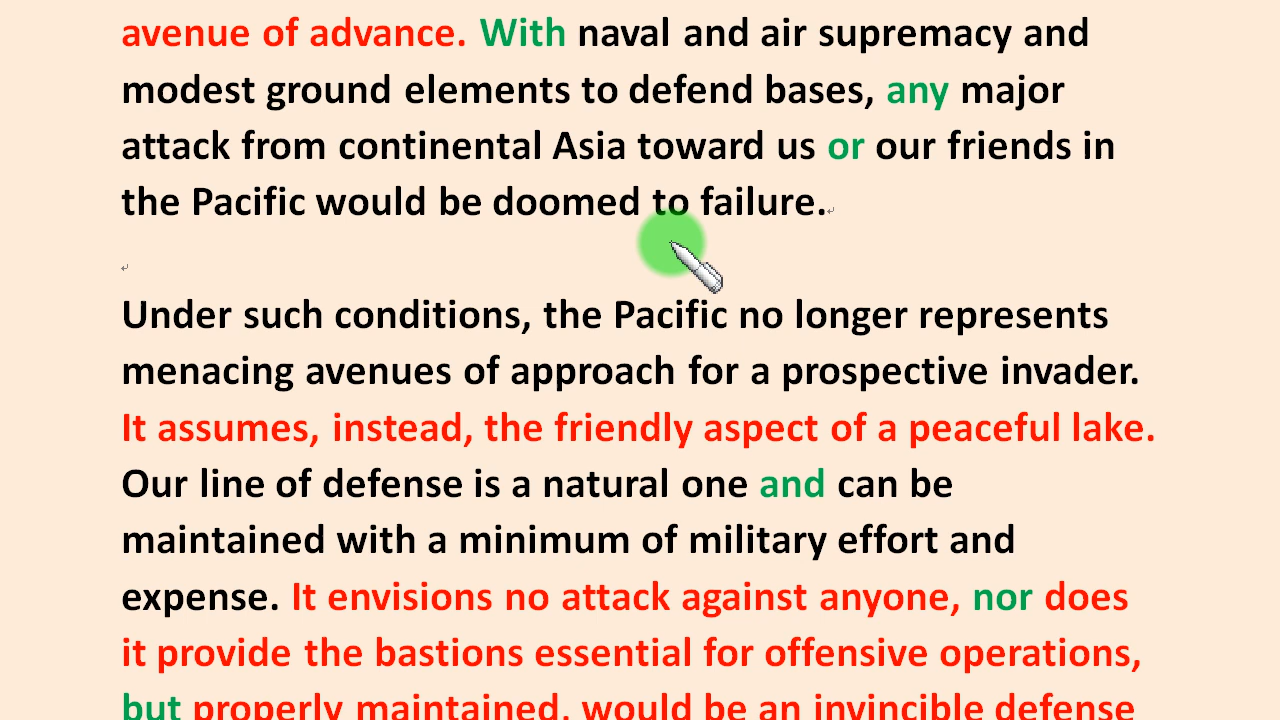 avenue of advance. With naval and air supremacy and
modest ground elements to defend bases, any major
attack from continental Asia toward us or our friends in
the Pacific would be doomed to failure.
Under such conditions, the Pacific no longer represents
menacing avenues of approach for a prospective invader.
It assumes, instead, the friendly aspect of a peaceful lake.
Our line of defense is a natural one and can be
maintained with a minimum of military effort and
expense. It envisions no attack against anyone, nor does
it provide the bastions essential for offensive operations,
but properly maintained, would be an invincible defense